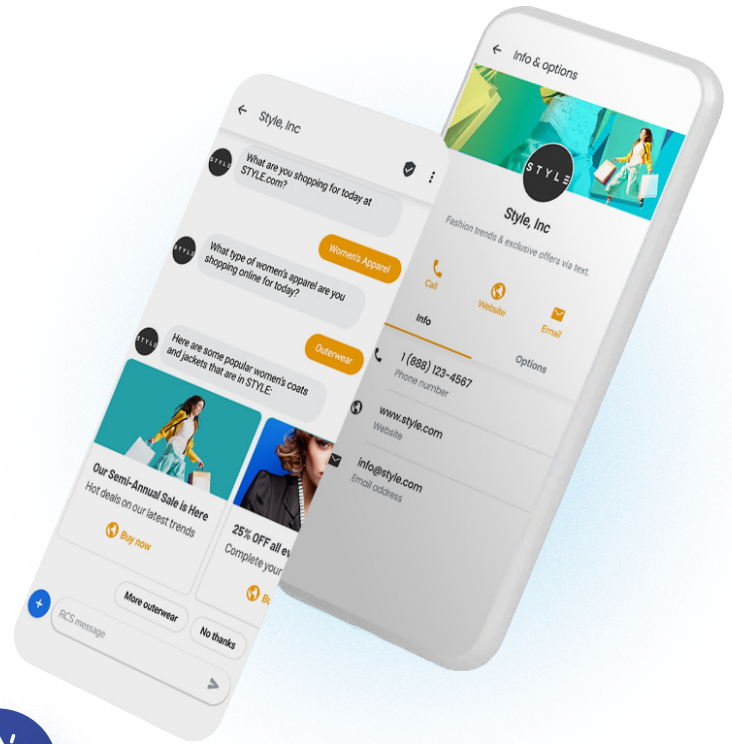 Style, Inc
STYLE
What are you shopping for today at
STYLE.com?
Women's Apparel
STYLE
What type of women's apparel are you
shopping online for today?
Outerwear
STYLE
Here are some popular women's coats
and jackets that are in STYLE:
Our Semi-Annual Sale is Here
Hot deals on our latest trends
Buy now
25% OFF all
Complete your
More outerwear
No thanks
RCS message
Info & options
STYLE
Style, Inc
Fashion trends & exclusive offers via text.
Call
Website
Email
Info
Options
1 (888) 123-4567
Phone number
www.style.com
Website
info@style.com
Email address